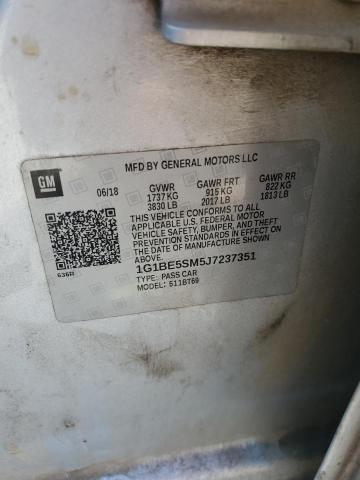 MFD BY GENERAL MOTORS LLC
GM 06/18 GVWR GAWR FRT GAWR RR
1737 KG 915 KG 822 KG
3830 LB 2017 LB 1813 LB
THIS VEHICLE CONFORMS TO ALL
APPLICABLE U.S. FEDERAL MOTOR
VEHICLE SAFETY, BUMPER, AND THEFT
PREVENTION STANDARDS IN EFFECT ON
THE DATE OF MANUFACTURE SHOWN
ABOVE.
1G1BE5SM5J7237351
TYPE: PASS CAR
MODEL: 511BT69